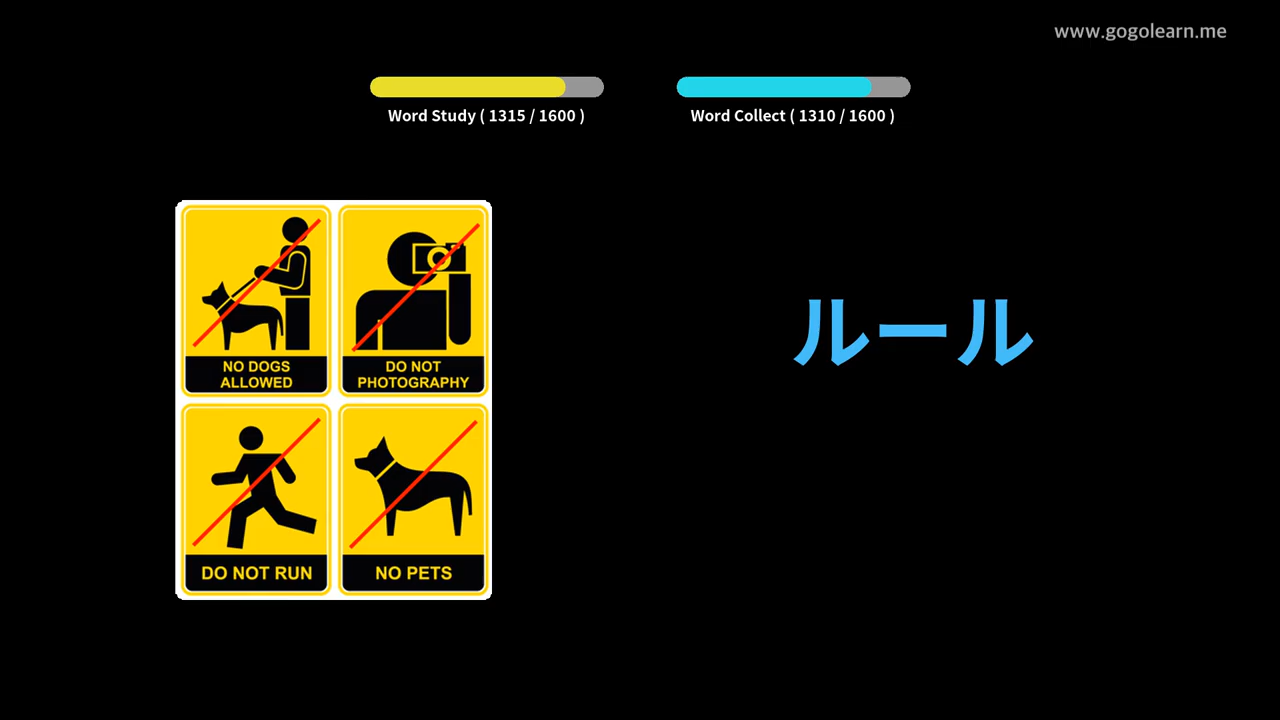 www.gogolearn.me
Word Study ( 1315 / 1600 )
Word Collect ( 1310 / 1600 )
NO DOGS
ALLOWED
DO NOT
PHOTOGRAPHY
ルール
DO NOT RUN
NO PETS